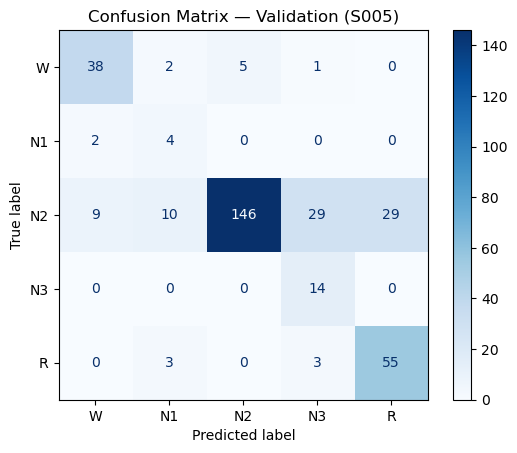 Confusion Matrix — Validation (S005)
W 38 2 5 1 0
N1 2 4 0 0 0
N2 9 10 146 29 29
N3 0 0 0 14 0
R 0 3 0 3 55
W N1 N2 N3 R
Predicted label
True label
140
120
100
80
60
40
20
0